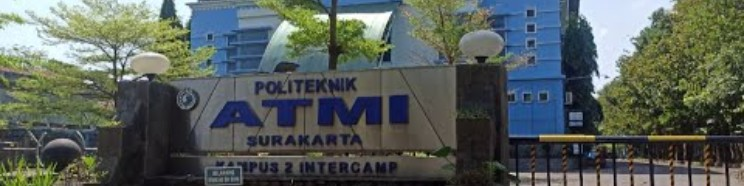 POLITEKNIK
ATMI
SURAKARTA
KAMPUS 2 INTERCAMP